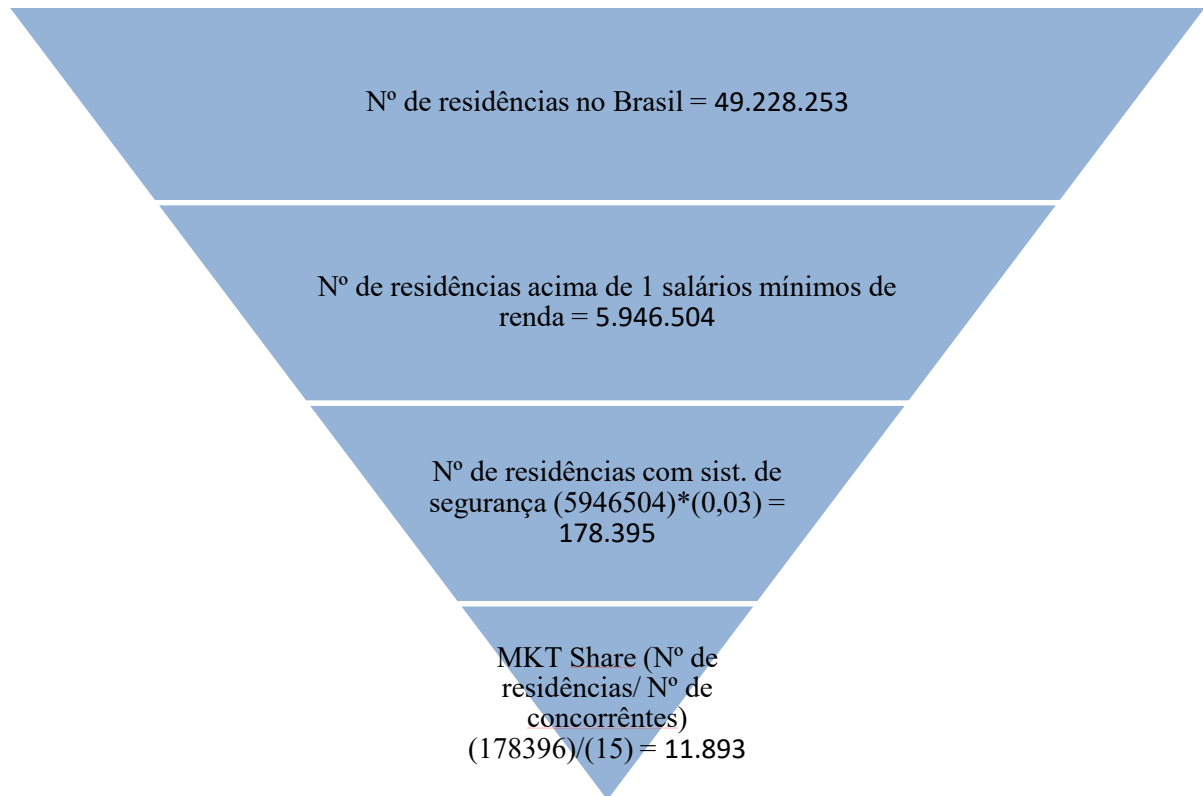 Nº de residências no Brasil = 49.228.253
Nº de residências acima de 1 salários mínimos de
renda = 5.946.504
Nº de residências com sist. de
segurança (5946504)*(0,03) =
178.395
MKT Share (Nº de
residências/ Nº de
concorrêntes)
(178396)/(15) = 11.893